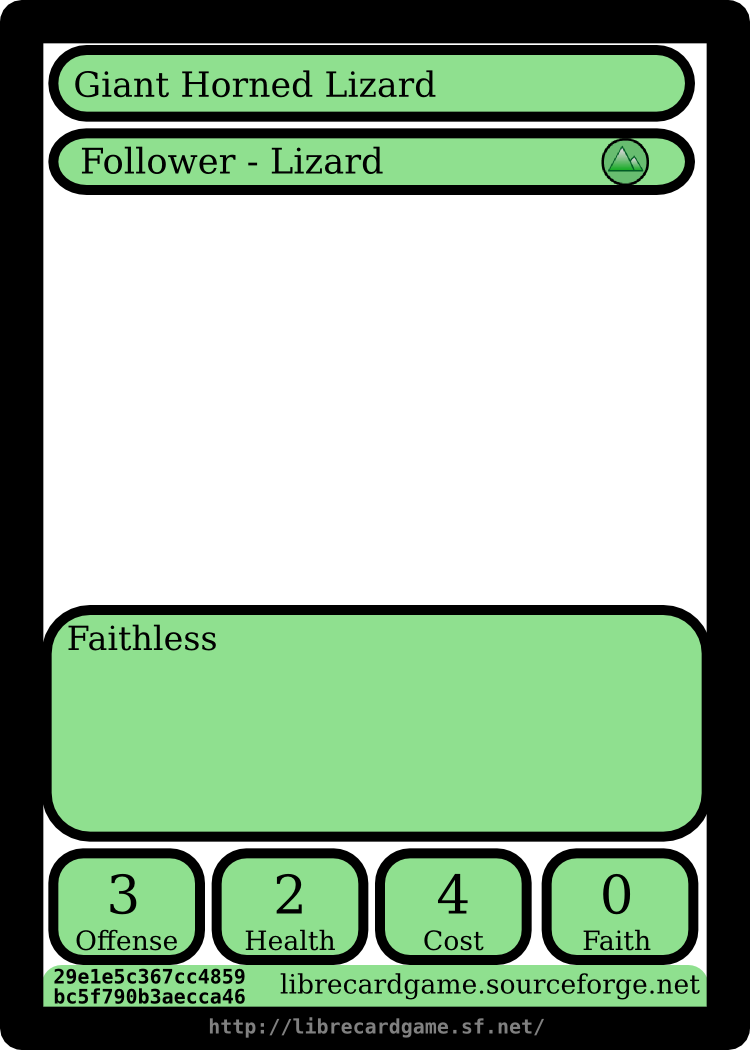 Giant Horned Lizard
Follower - Lizard
Faithless
3
Offense
2
Health
4
Cost
0
Faith
29e1e5c367cc4859
bc5f790b3aecca46
librecardgame.sourceforge.net
http://librecardgame.sf.net/